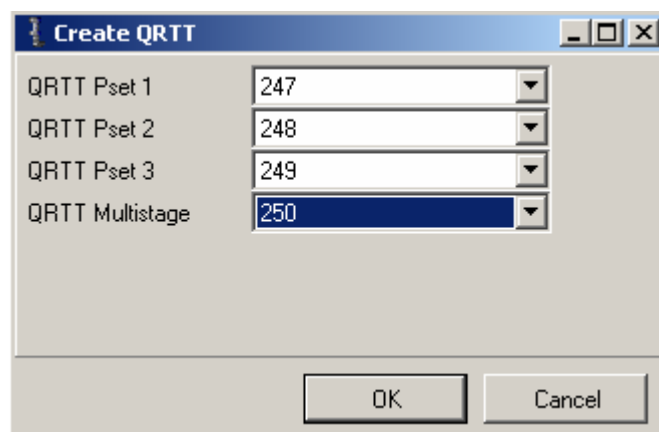 Create QRTT
QRTT Pset 1 247
QRTT Pset 2 248
QRTT Pset 3 249
QRTT Multistage 250
OK Cancel